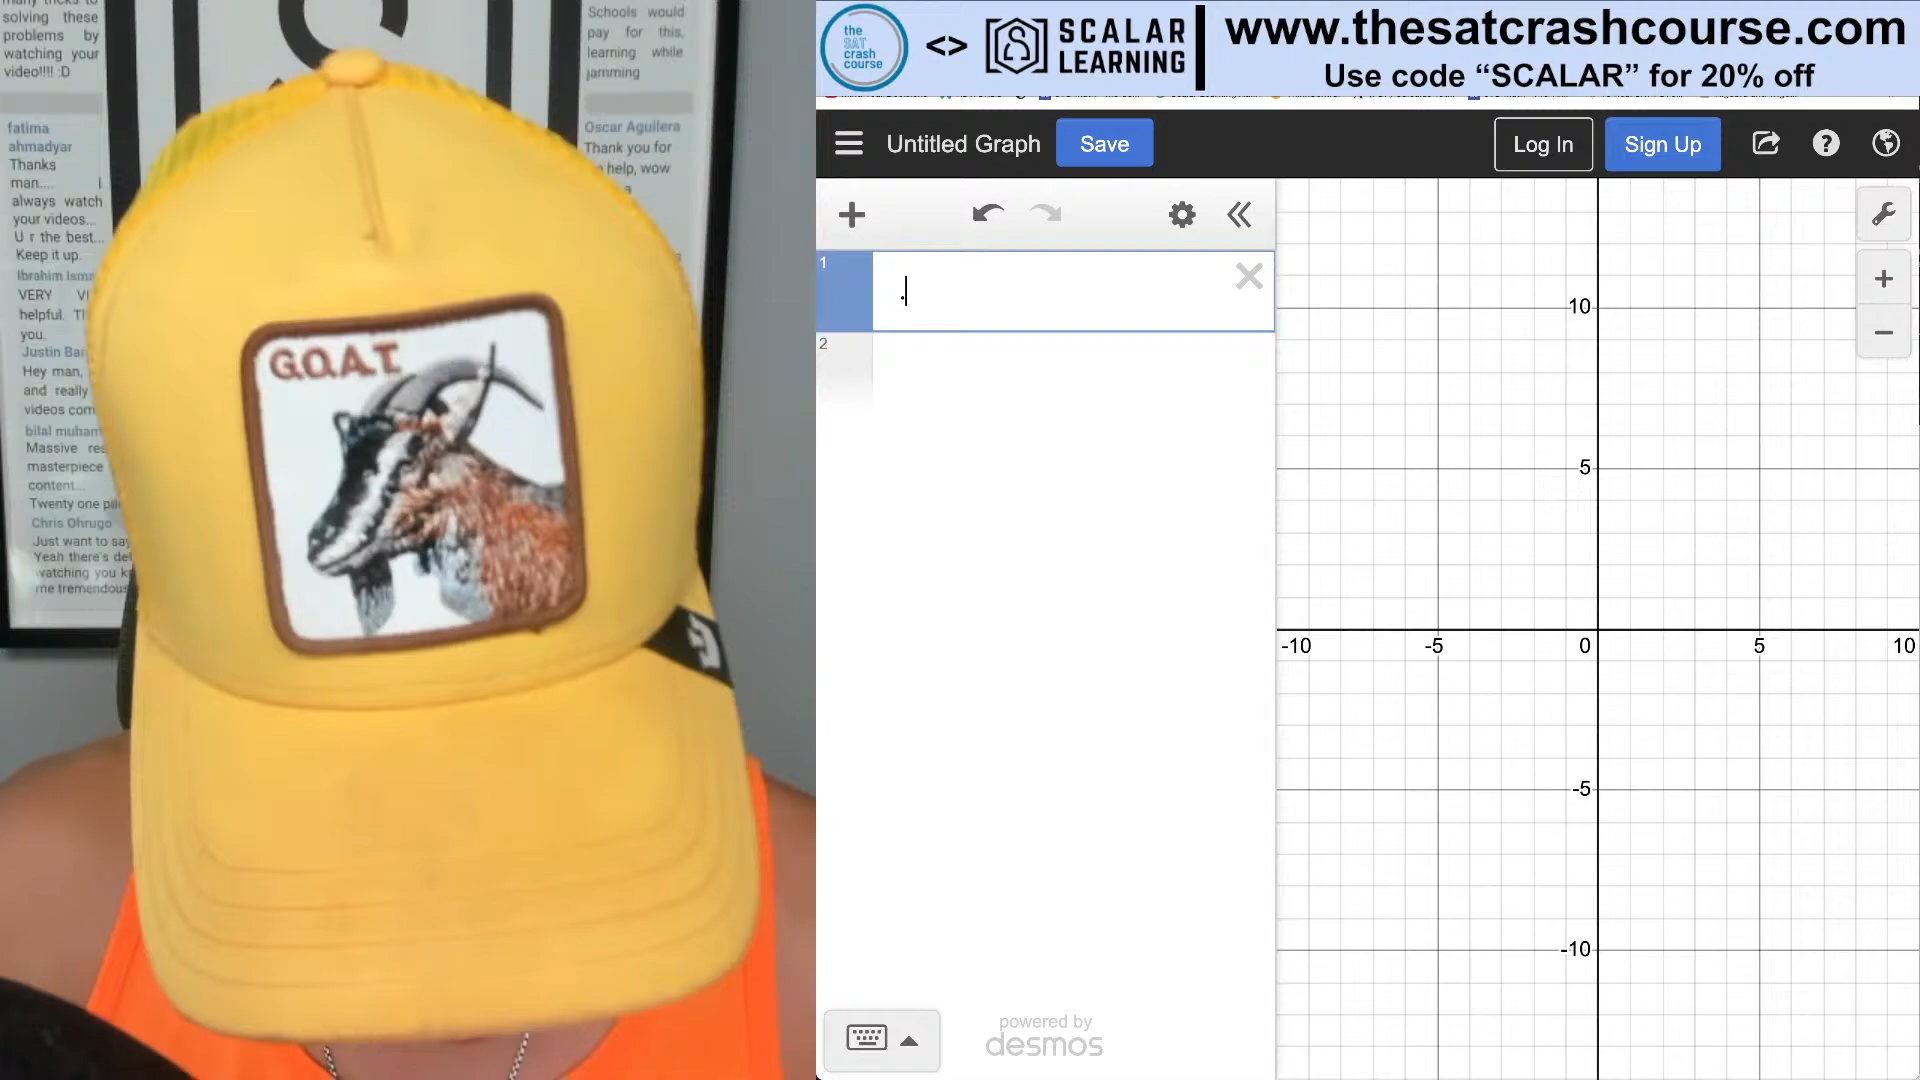 solving these
problems by
watching your
video!!!! :D
fatima
ahmadyar
Thanks
man.... I
always watch
your videos...
U r the best...
Keep it up.
VERY
helpful.
you.
Hey man,
and really
videos com
bilal muham
Massive res
masterpiece
content...
Twenty one
Chris Ohrugo
Just want to say
Yeah there's
watching you
me tremendous
Schools would
pay for this,
learning while
jamming
Oscar Aguilera
Thank you for
help, wow
a
G.O.A.T.
the
SAT
crash
course
<>
SCALAR
LEARNING
www.thesatcrashcourse.com
Use code “SCALAR” for 20% off
Untitled Graph
Save
Log In
Sign Up
1
.
2
10
5
-10
-5
0
5
10
-5
-10
powered by
desmos